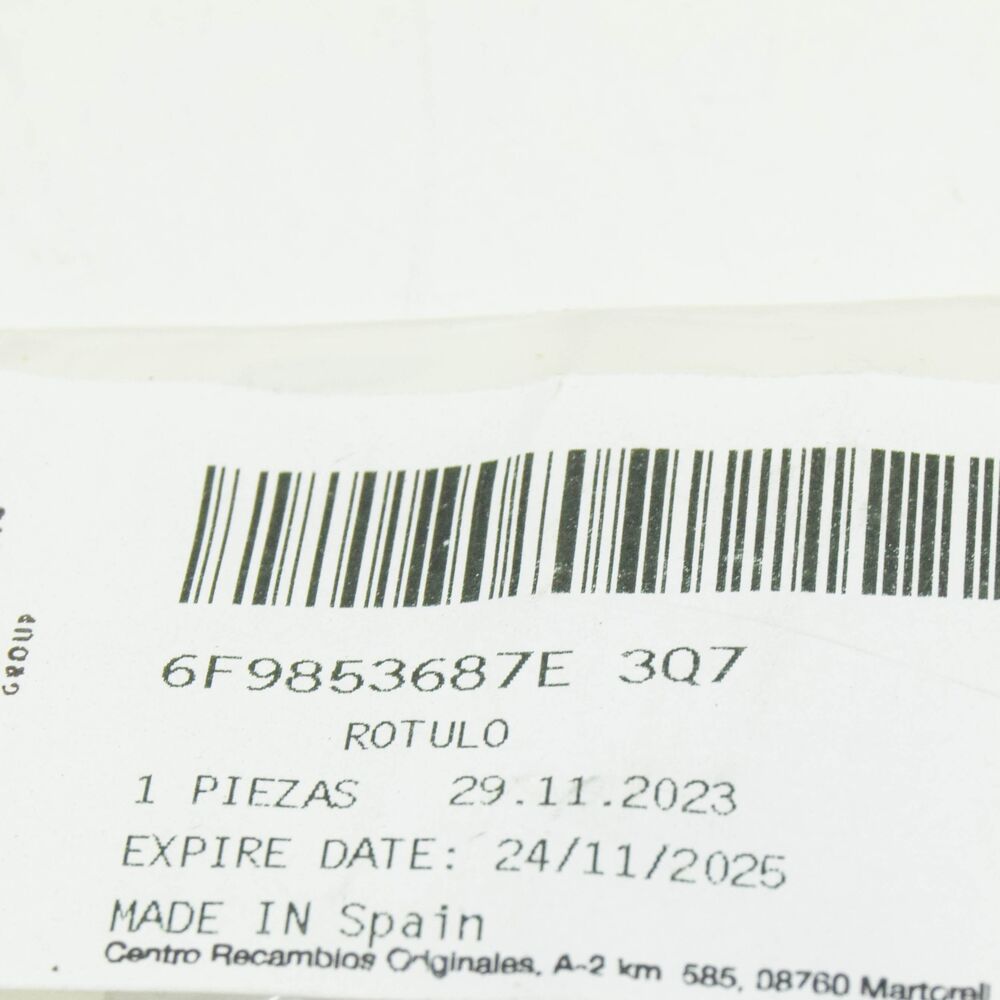 GROUP
6F9853687E 3Q7
ROTULO
1 PIEZAS 29.11.2023
EXPIRE DATE: 24/11/2025
MADE IN Spain
Centro Recambios Originales, A-2 km 585, 08760 Martorell